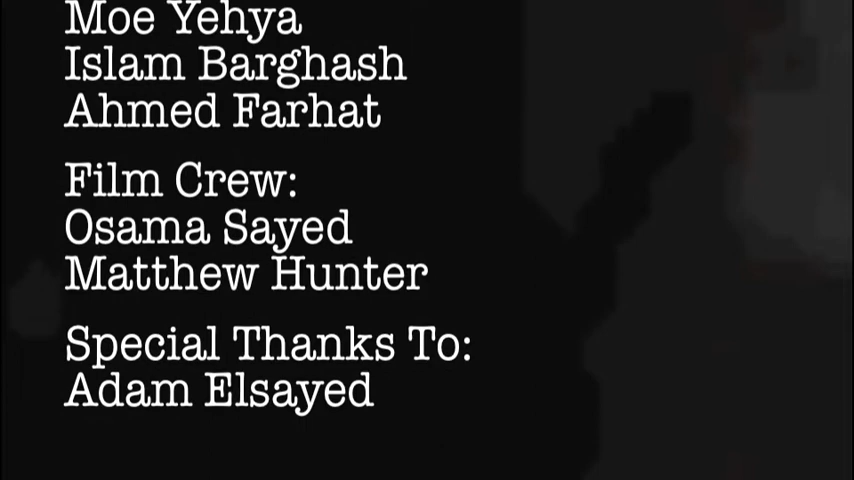 Moe Yehya
Islam Barghash
Ahmed Farhat
Film Crew:
Osama Sayed
Matthew Hunter
Special Thanks To:
Adam Elsayed